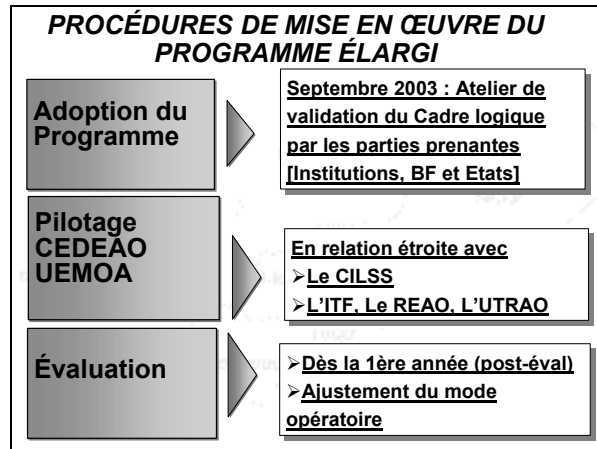 PROCÉDURES DE MISE EN ŒUVRE DU
PROGRAMME ÉLARGI
Adoption du
Programme
Septembre 2003 : Atelier de
validation du Cadre logique
par les parties prenantes
[Institutions, BF et Etats]
Pilotage
CEDEAO
UEMOA
En relation étroite avec
➢Le CILSS
➢L'ITF, Le REAO, L'UTRAO
Évaluation
➢Dès la 1ère année (post-éval)
➢Ajustement du mode
opératoire